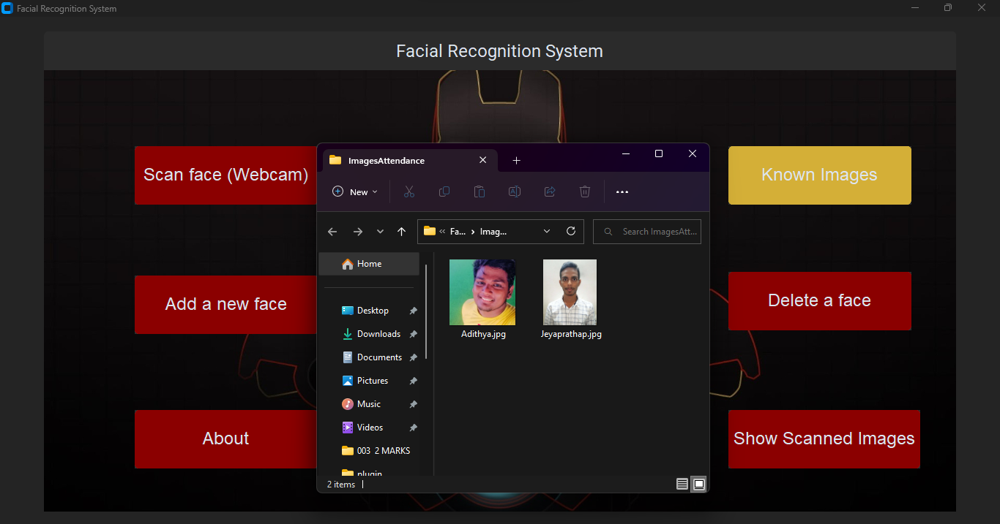 Facial Recognition System
Facial Recognition System
Scan face (Webcam)
Add a new face
About
ImagesAttendance
New
Fa... › Imag...
Search ImagesAtt...
Home
Desktop
Downloads
Documents
Pictures
Music
Videos
003 2 MARKS
plugin
Adithya.jpg
Jeyaprathap.jpg
2 items
Known Images
Delete a face
Show Scanned Images